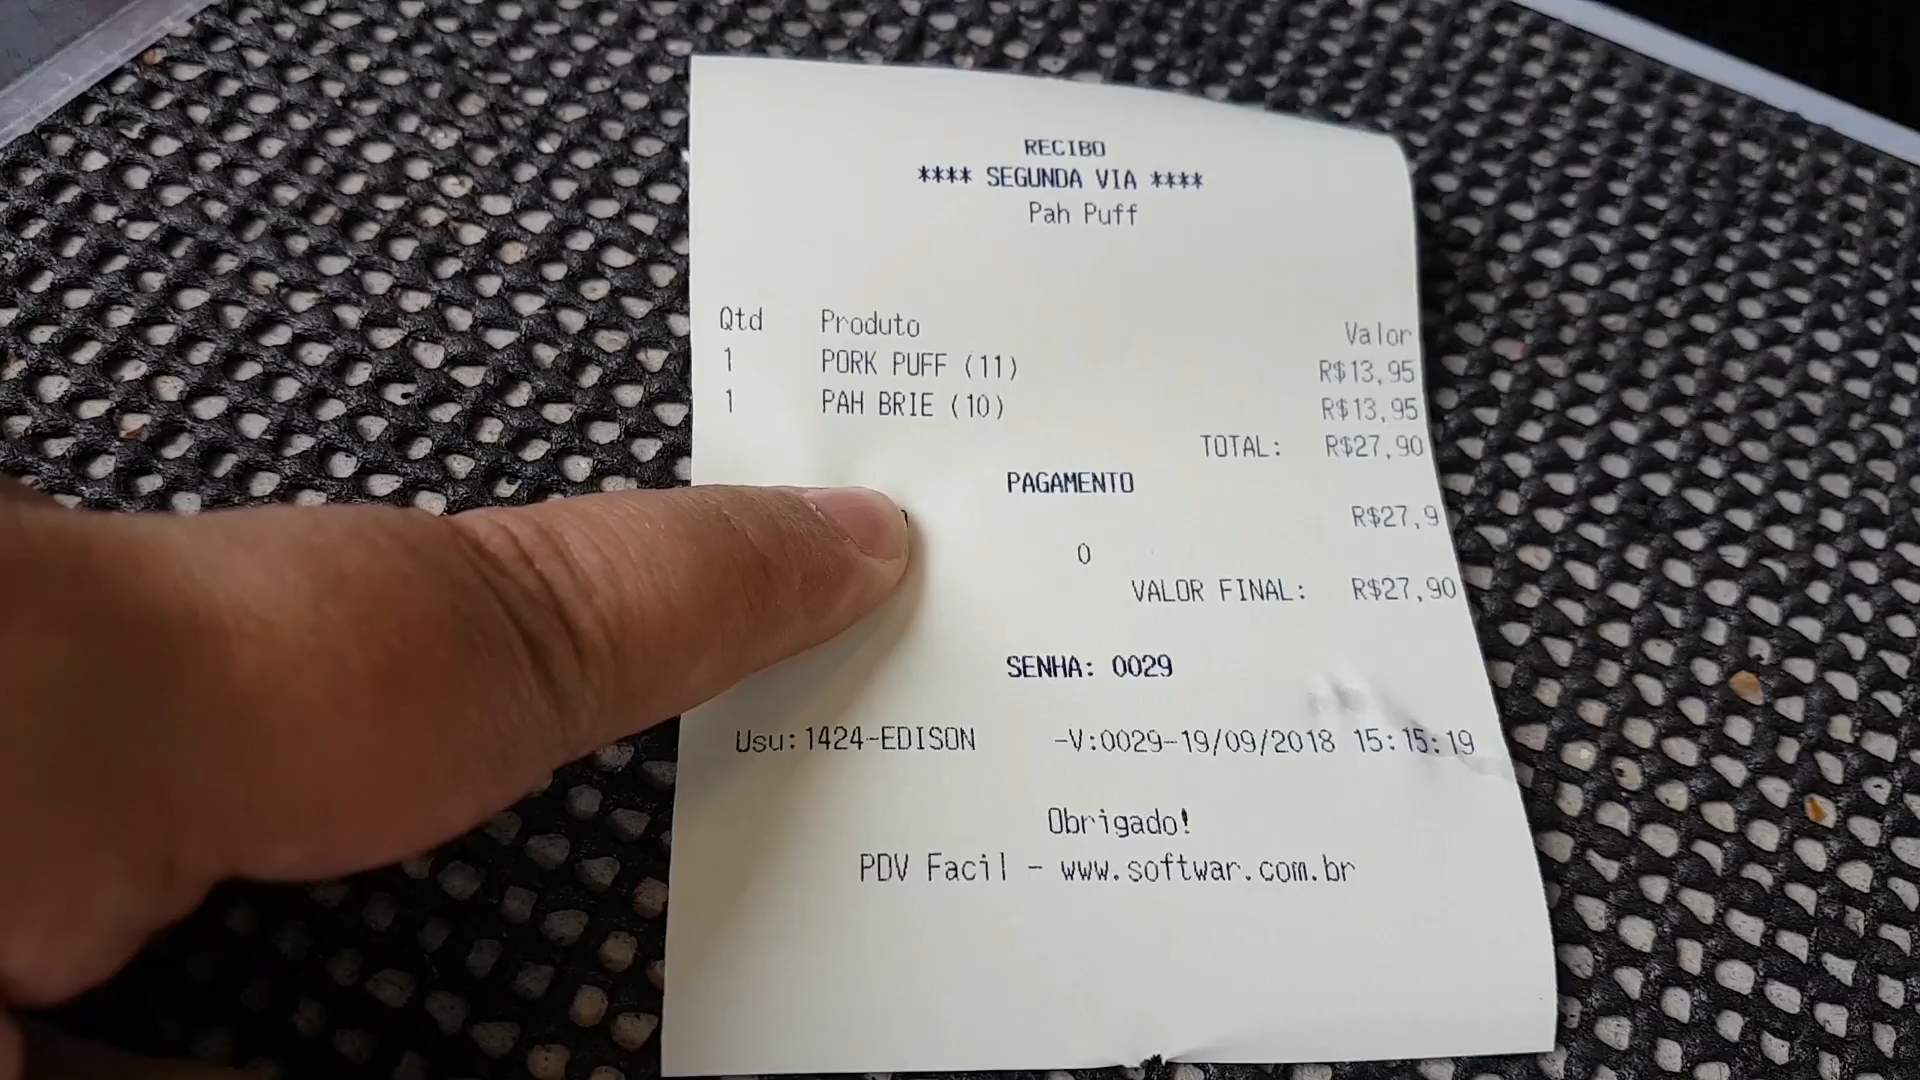 RECIBO
**** SEGUNDA VIA ****
Pah Puff
Qtd Produto Valor
1 PORK PUFF (11) R$13,95
1 PAH BRIE (10) R$13,95
TOTAL: R$27,90
PAGAMENTO
R$27,9
0
VALOR FINAL: R$27,90
SENHA: 0029
Usu:1424-EDISON -V:0029-19/09/2018 15:15:19
Obrigado!
PDV Facil - www.softwar.com.br